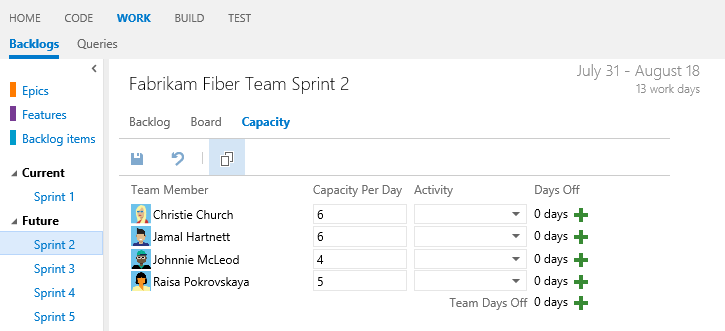 HOME CODE WORK BUILD TEST
Backlogs Queries
Epics
Features
Backlog items
Current
Sprint 1
Future
Sprint 2
Sprint 3
Sprint 4
Sprint 5
Fabrikam Fiber Team Sprint 2
July 31 - August 18
13 work days
Backlog Board Capacity
Team Member Capacity Per Day Activity Days Off
Christie Church 6 0 days
Jamal Hartnett 6 0 days
Johnnie McLeod 4 0 days
Raisa Pokrovskaya 5 0 days
Team Days Off 0 days